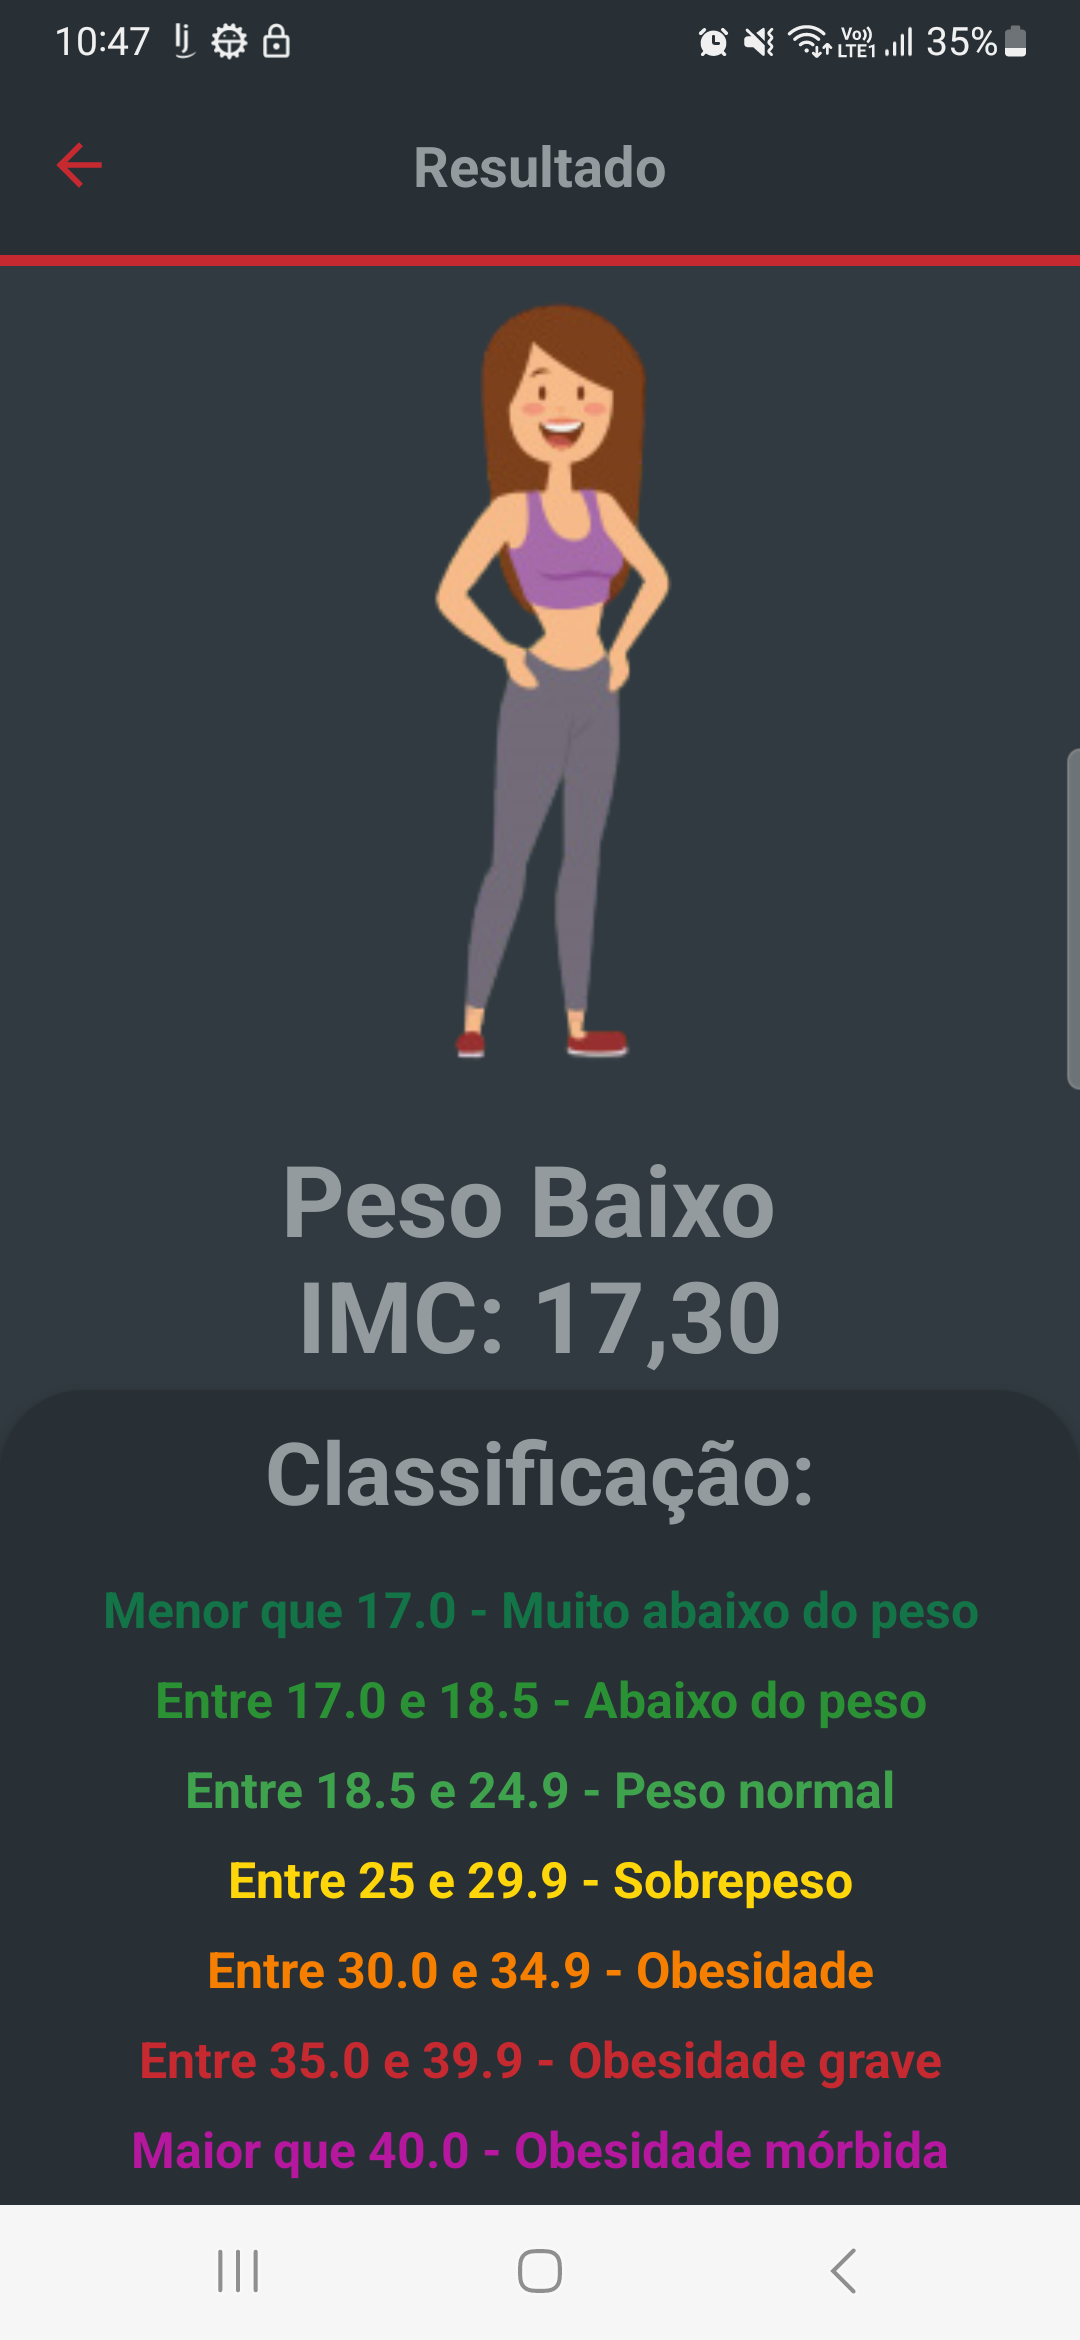 10:47 lj Vo)) LTE1 35%
Resultado
Peso Baixo
IMC: 17,30
Classificação:
Menor que 17.0 - Muito abaixo do peso
Entre 17.0 e 18.5 - Abaixo do peso
Entre 18.5 e 24.9 - Peso normal
Entre 25 e 29.9 - Sobrepeso
Entre 30.0 e 34.9 - Obesidade
Entre 35.0 e 39.9 - Obesidade grave
Maior que 40.0 - Obesidade mórbida